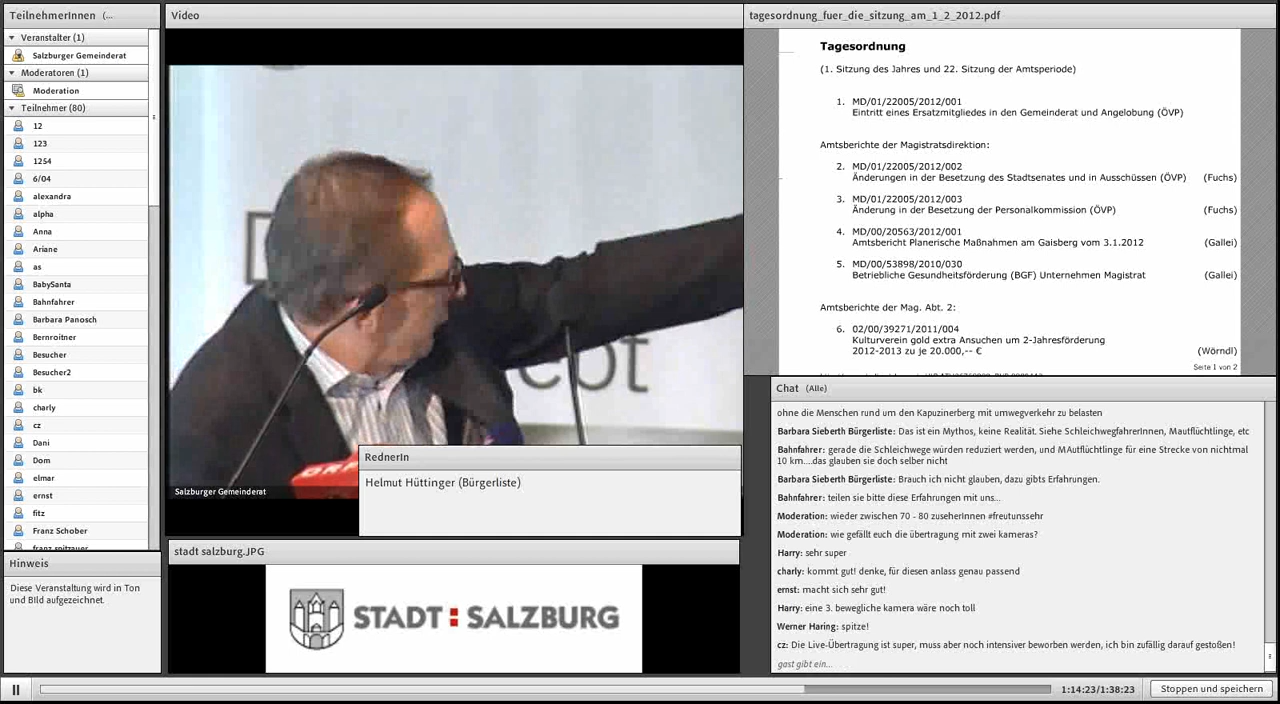 TeilnehmerInnen (...
Veranstalter (1)
Salzburger Gemeinderat
Moderatoren (1)
Moderation
Teilnehmer (80)
12
123
1254
6/04
alexandra
alpha
Anna
Ariane
as
BabySanta
Bahnfahrer
Barbara Panosch
Bernroitner
Besucher
Besucher2
bk
charly
cz
Dani
Dom
elmar
ernst
fitz
Franz Schober
franz spitzauer
Hinweis
Diese Veranstaltung wird in Ton
und BIld aufgezeichnet.
Video
Salzburger Gemeinderat
RednerIn
Helmut Hüttinger (Bürgerliste)
stadt salzburg.JPG
STADT:SALZBURG
tagesordnung_fuer_die_sitzung_am_1_2_2012.pdf
Tagesordnung
(1. Sitzung des Jahres und 22. Sitzung der Amtsperiode)
1. MD/01/22005/2012/001
Eintritt eines Ersatzmitgliedes in den Gemeinderat und Angelobung (ÖVP)
Amtsberichte der Magistratsdirektion:
2. MD/01/22005/2012/002
Änderungen in der Besetzung des Stadtsenates und in Ausschüssen (ÖVP) (Fuchs)
3. MD/01/22005/2012/003
Änderung in der Besetzung der Personalkommission (ÖVP) (Fuchs)
4. MD/00/20563/2012/001
Amtsbericht Planerische Maßnahmen am Gaisberg vom 3.1.2012 (Gallei)
5. MD/00/53898/2010/030
Betriebliche Gesundheitsförderung (BGF) Unternehmen Magistrat (Gallei)
Amtsberichte der Mag. Abt. 2:
6. 02/00/39271/2011/004
Kulturverein gold extra Ansuchen um 2-Jahresförderung
2012-2013 zu je 20.000,-- € (Wörndl)
Seite 1 von 2
Chat (Alle)
ohne die Menschen rund um den Kapuzinerberg mit umwegverkehr zu belasten
Barbara Sieberth Bürgerliste: Das ist ein Mythos, keine Realität. Siehe SchleichwegfahrerInnen, Mautflüchtlinge, etc
Bahnfahrer: gerade die Schleichwege würden reduziert werden, und MAutflüchtlinge für eine Strecke von nichtmal
10 km....das glauben sie doch selber nicht
Barbara Sieberth Bürgerliste: Brauch ich nicht glauben, dazu gibts Erfahrungen.
Bahnfahrer: teilen sie bitte diese Erfahrungen mit uns...
Moderation: wieder zwischen 70 - 80 zuseherInnen #freutunssehr
Moderation: wie gefällt euch die übertragung mit zwei kameras?
Harry: sehr super
charly: kommt gut! denke, für diesen anlass genau passend
ernst: macht sich sehr gut!
Harry: eine 3. bewegliche kamera wäre noch toll
Werner Haring: spitze!
cz: Die Live-Übertragung ist super, muss aber noch intensiver beworben werden, ich bin zufällig darauf gestoßen!
gast gibt ein...
1:14:23/1:38:23
Stoppen und speichern